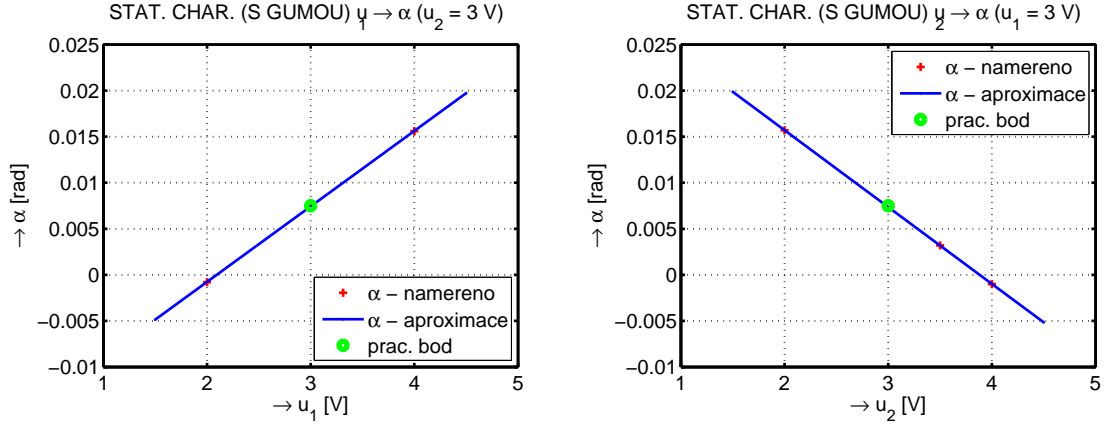 STAT. CHAR. (S GUMOU) u1 → α (u2 = 3 V)
0.025
0.02
0.015
0.01
0.005
0
−0.005
−0.01
→ α [rad]
α − namereno
α − aproximace
prac. bod
1 2 3 4 5
→ u1 [V]
STAT. CHAR. (S GUMOU) u2 → α (u1 = 3 V)
0.025
0.02
0.015
0.01
0.005
0
−0.005
−0.01
→ α [rad]
α − namereno
α − aproximace
prac. bod
1 2 3 4 5
→ u2 [V]